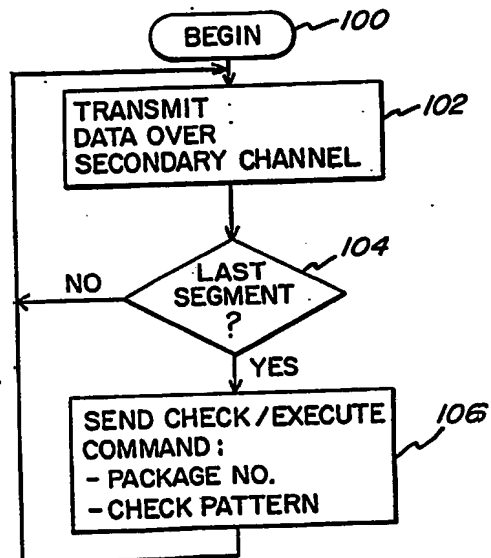 BEGIN
100
TRANSMIT
DATA OVER
SECONDARY CHANNEL
102
LAST
SEGMENT
?
104
NO
YES
SEND CHECK/EXECUTE
COMMAND:
- PACKAGE NO.
- CHECK PATTERN
106